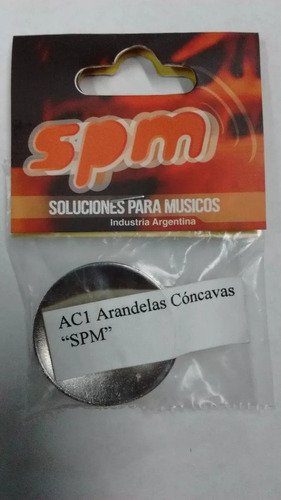 spm
SOLUCIONES PARA MUSICOS
Industria Argentina
AC1 Arandelas Cóncavas
“SPM”